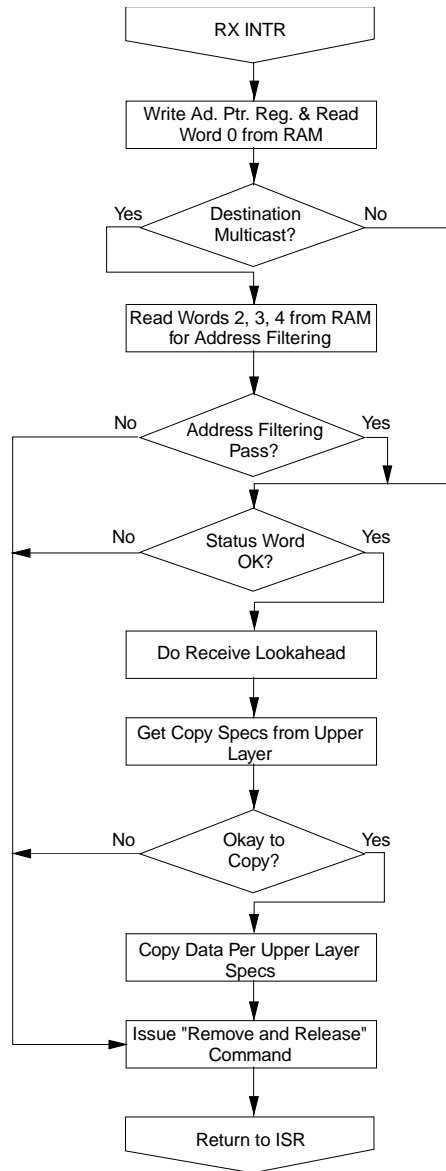 RX INTR
Write Ad. Ptr. Reg. & Read
Word 0 from RAM
Yes
Destination
Multicast?
No
Read Words 2, 3, 4 from RAM
for Address Filtering
No
Address Filtering
Pass?
Yes
No
Status Word
OK?
Yes
Do Receive Lookahead
Get Copy Specs from Upper
Layer
No
Okay to
Copy?
Yes
Copy Data Per Upper Layer
Specs
Issue "Remove and Release"
Command
Return to ISR